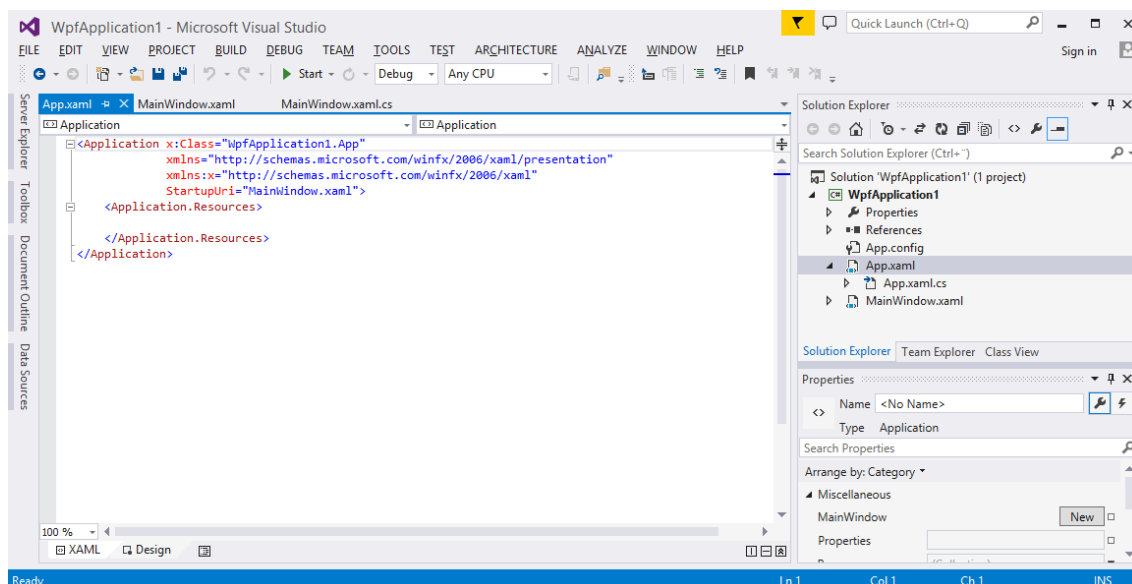 WpfApplication1 - Microsoft Visual Studio
Quick Launch (Ctrl+Q)
FILE EDIT VIEW PROJECT BUILD DEBUG TEAM TOOLS TEST ARCHITECTURE ANALYZE WINDOW HELP
Sign in
Start Debug Any CPU
Server Explorer
Toolbox
Document Outline
Data Sources
App.xaml MainWindow.xaml MainWindow.xaml.cs
Application Application
<Application x:Class="WpfApplication1.App"
xmlns="http://schemas.microsoft.com/winfx/2006/xaml/presentation"
xmlns:x="http://schemas.microsoft.com/winfx/2006/xaml"
StartupUri="MainWindow.xaml">
<Application.Resources>
</Application.Resources>
</Application>
100 %
XAML Design
Solution Explorer
Search Solution Explorer (Ctrl+¨)
Solution 'WpfApplication1' (1 project)
WpfApplication1
Properties
References
App.config
App.xaml
App.xaml.cs
MainWindow.xaml
Solution Explorer Team Explorer Class View
Properties
Name <No Name>
Type Application
Search Properties
Arrange by: Category
Miscellaneous
MainWindow New
Properties
Ready Ln 1 Col 1 Ch 1 INS